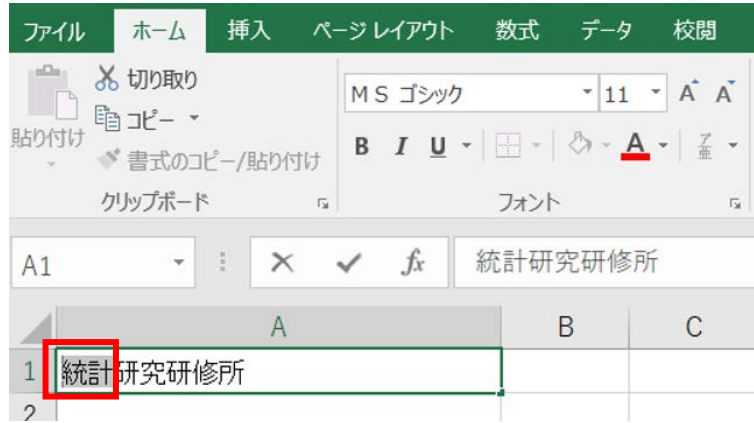 ファイル ホーム 挿入 ページ レイアウト 数式 データ 校閲
切り取り
コピー
貼り付け
書式のコピー/貼り付け
クリップボード
ＭＳ ゴシック 11 A A
B I U A ア亜
フォント
A1 fx 統計研究研修所
A B C
1 統計研究研修所
2